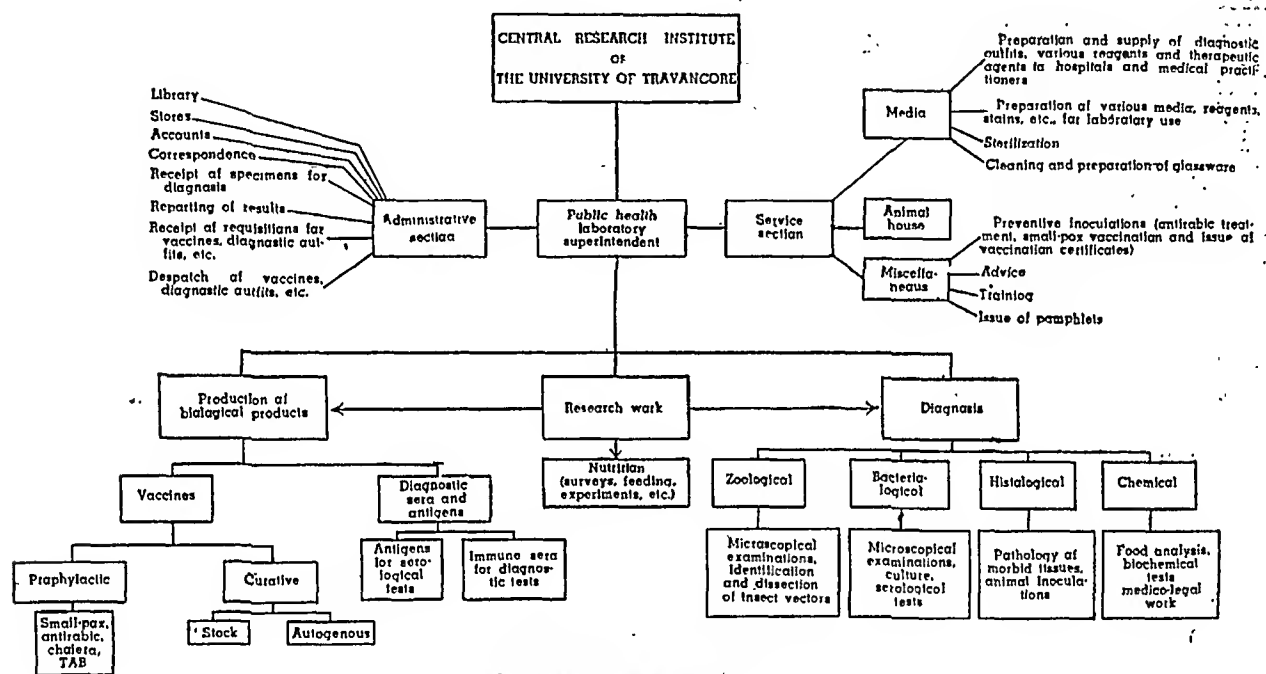 CENTRAL RESEARCH INSTITUTE
OF
THE UNIVERSITY OF TRAVANCORE
Library
Stores
Accounts
Correspondence
Receipt of specimens for
diagnosis
Reporting of results
Receipt of requisitions for
vaccines, diagnostic out-
fits, etc.
Despatch of vaccines,
diagnostic outfits, etc.
Administrative
section
Public health
laboratory
superintendent
Service
section
Media
Preparation and supply of diagnostic
outfits, various reagents and therapeutic
agents to hospitals and medical practi-
tioners
Preparation of various media, reagents,
stains, etc., for laboratory use
Sterilization
Cleaning and preparation of glassware
Animal
house
Miscella-
neous
Preventive inoculations (antirabic treat-
ment, small-pox vaccination and issue of
vaccination certificates)
Advice
Training
Issue of pamphlets
Production of
biological products
Research work
Diagnosis
Vaccines
Diagnostic
sera and
antigens
Nutrition
(surveys, feeding,
experiments, etc.)
Zoological
Bacterio-
logical
Histological
Chemical
Prophylactic
Curative
Antigens
for sero-
logical
tests
Immune sera
for diagnos-
tic tests
Microscopical
examinations,
identification
and dissection
of insect vectors
Microscopical
examinations,
culture,
serological
tests
Pathology of
morbid tissues,
animal inocula-
tions
Food analysis,
biochemical
tests
medico-legal
work
Small-pox,
antirabic,
cholera,
TAB
Stock
Autogenous